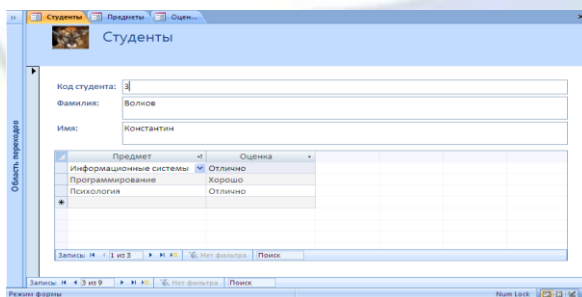 Студенты Предметы Оцен...
Студенты
Область переходов
Код студента: 3
Фамилия: Волков
Имя: Константин
Предмет Оценка
Информационные системы Отлично
Программирование Хорошо
Психология Отлично
Записи: 1 из 3 Нет фильтра Поиск
Записи: 3 из 9 Нет фильтра Поиск
Режим формы Num Lock